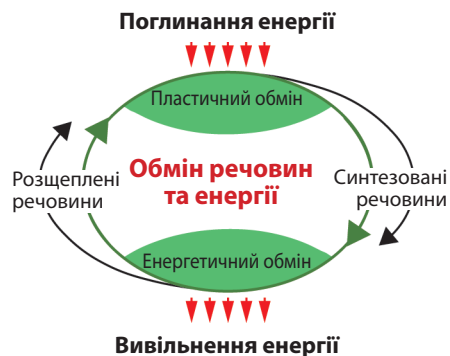 Поглинання енергії
Пластичний обмін
Розщеплені
речовини
Обмін речовин
та енергії
Синтезовані
речовини
Енергетичний обмін
Вивільнення енергії